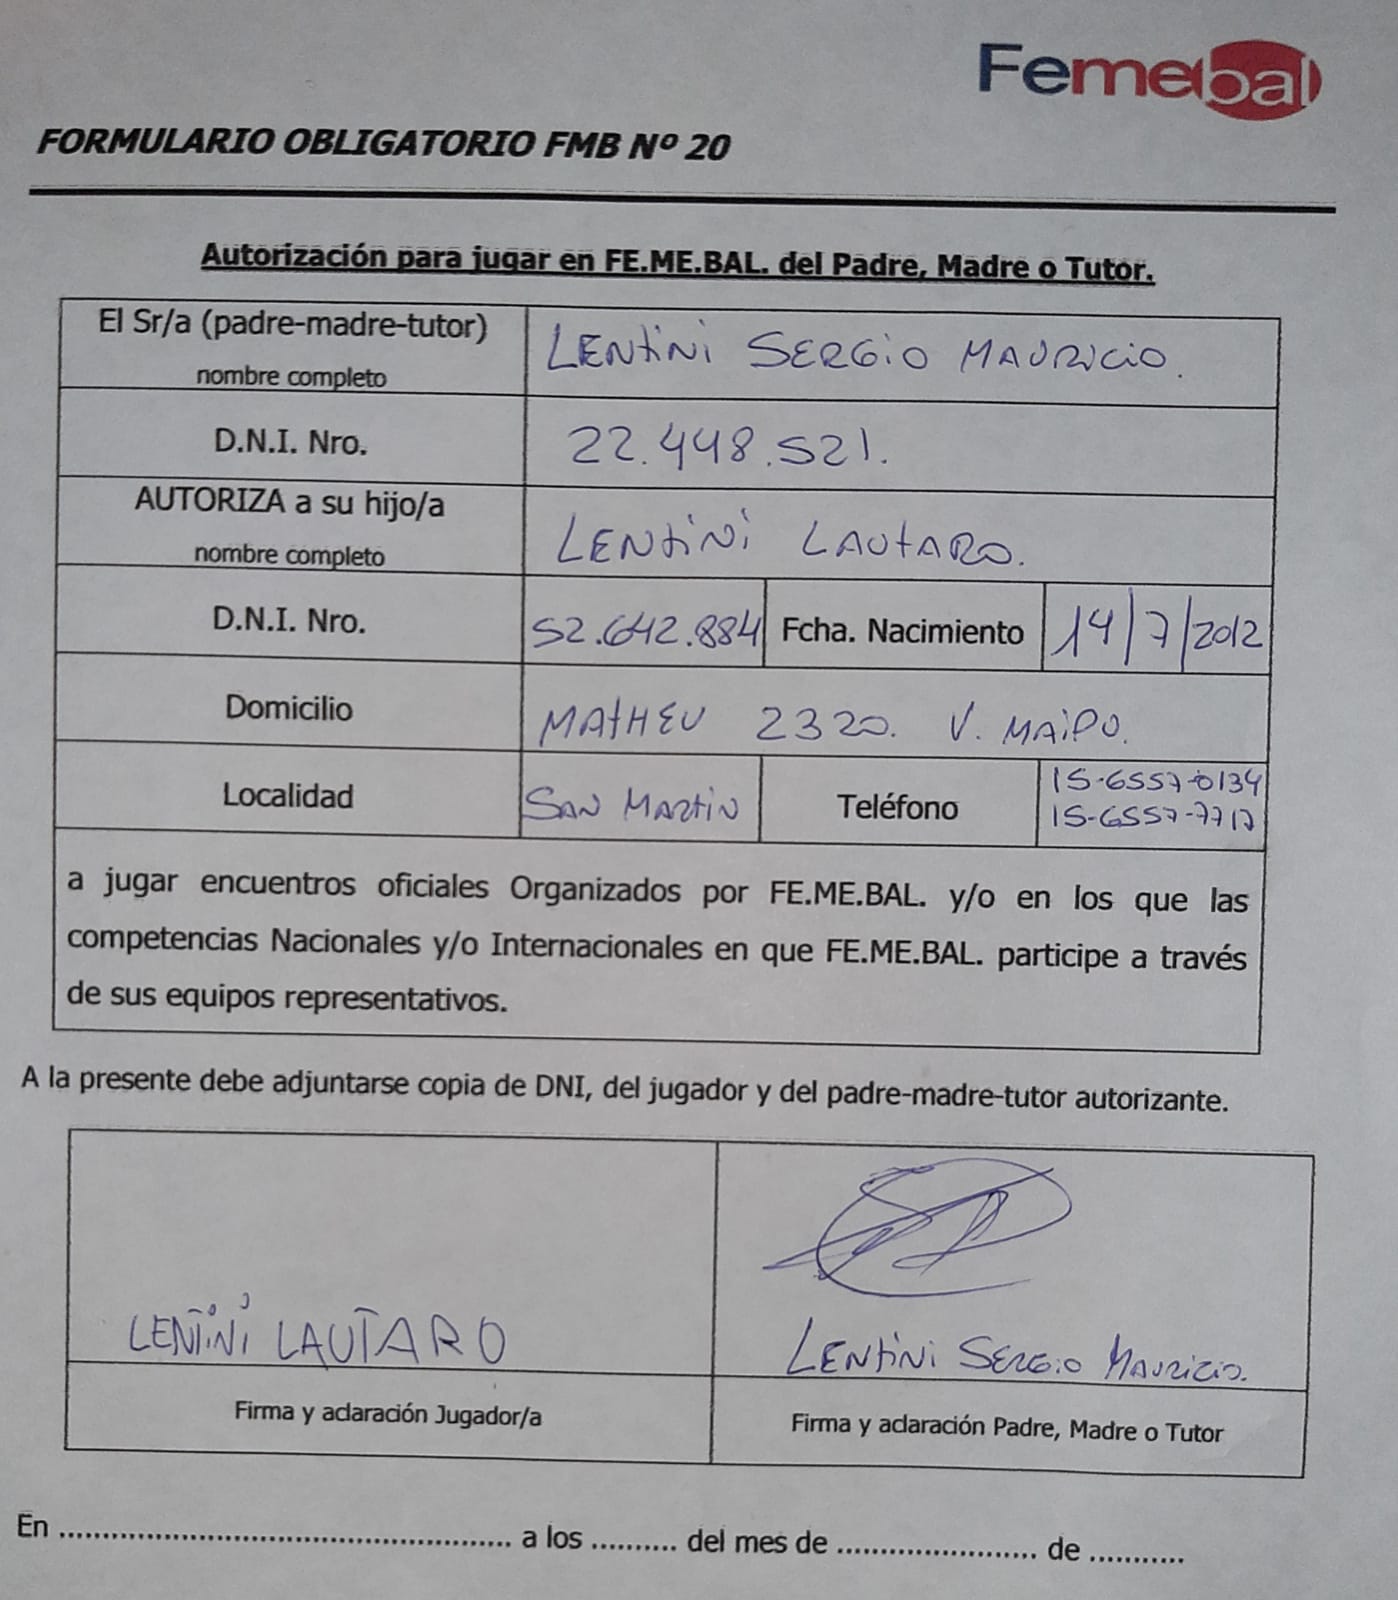 Femebal
FORMULARIO OBLIGATORIO FMB Nº 20
Autorización para jugar en FE.ME.BAL. del Padre, Madre o Tutor.
El Sr/a (padre-madre-tutor)
nombre completo
LENtiNi SERGiO MAURICiO.
D.N.I. Nro.
22.448.521.
AUTORIZA a su hijo/a
nombre completo
LENtiNi LAUtARO.
D.N.I. Nro.
52.642.884
Fcha. Nacimiento
14/7/2012
Domicilio
MAtHEU 2320. V. MAiPU.
Localidad
SAN MARtiN
Teléfono
15-6557-0134
15-6557-7717
a jugar encuentros oficiales Organizados por FE.ME.BAL. y/o en los que las
competencias Nacionales y/o Internacionales en que FE.ME.BAL. participe a través
de sus equipos representativos.
A la presente debe adjuntarse copia de DNI, del jugador y del padre-madre-tutor autorizante.
LENTiNi LAUTARO
LENtiNi SERGiO MAURiCiO.
Firma y aclaración Jugador/a
Firma y aclaración Padre, Madre o Tutor
En .................................................... a los .......... del mes de ....................... de ...........